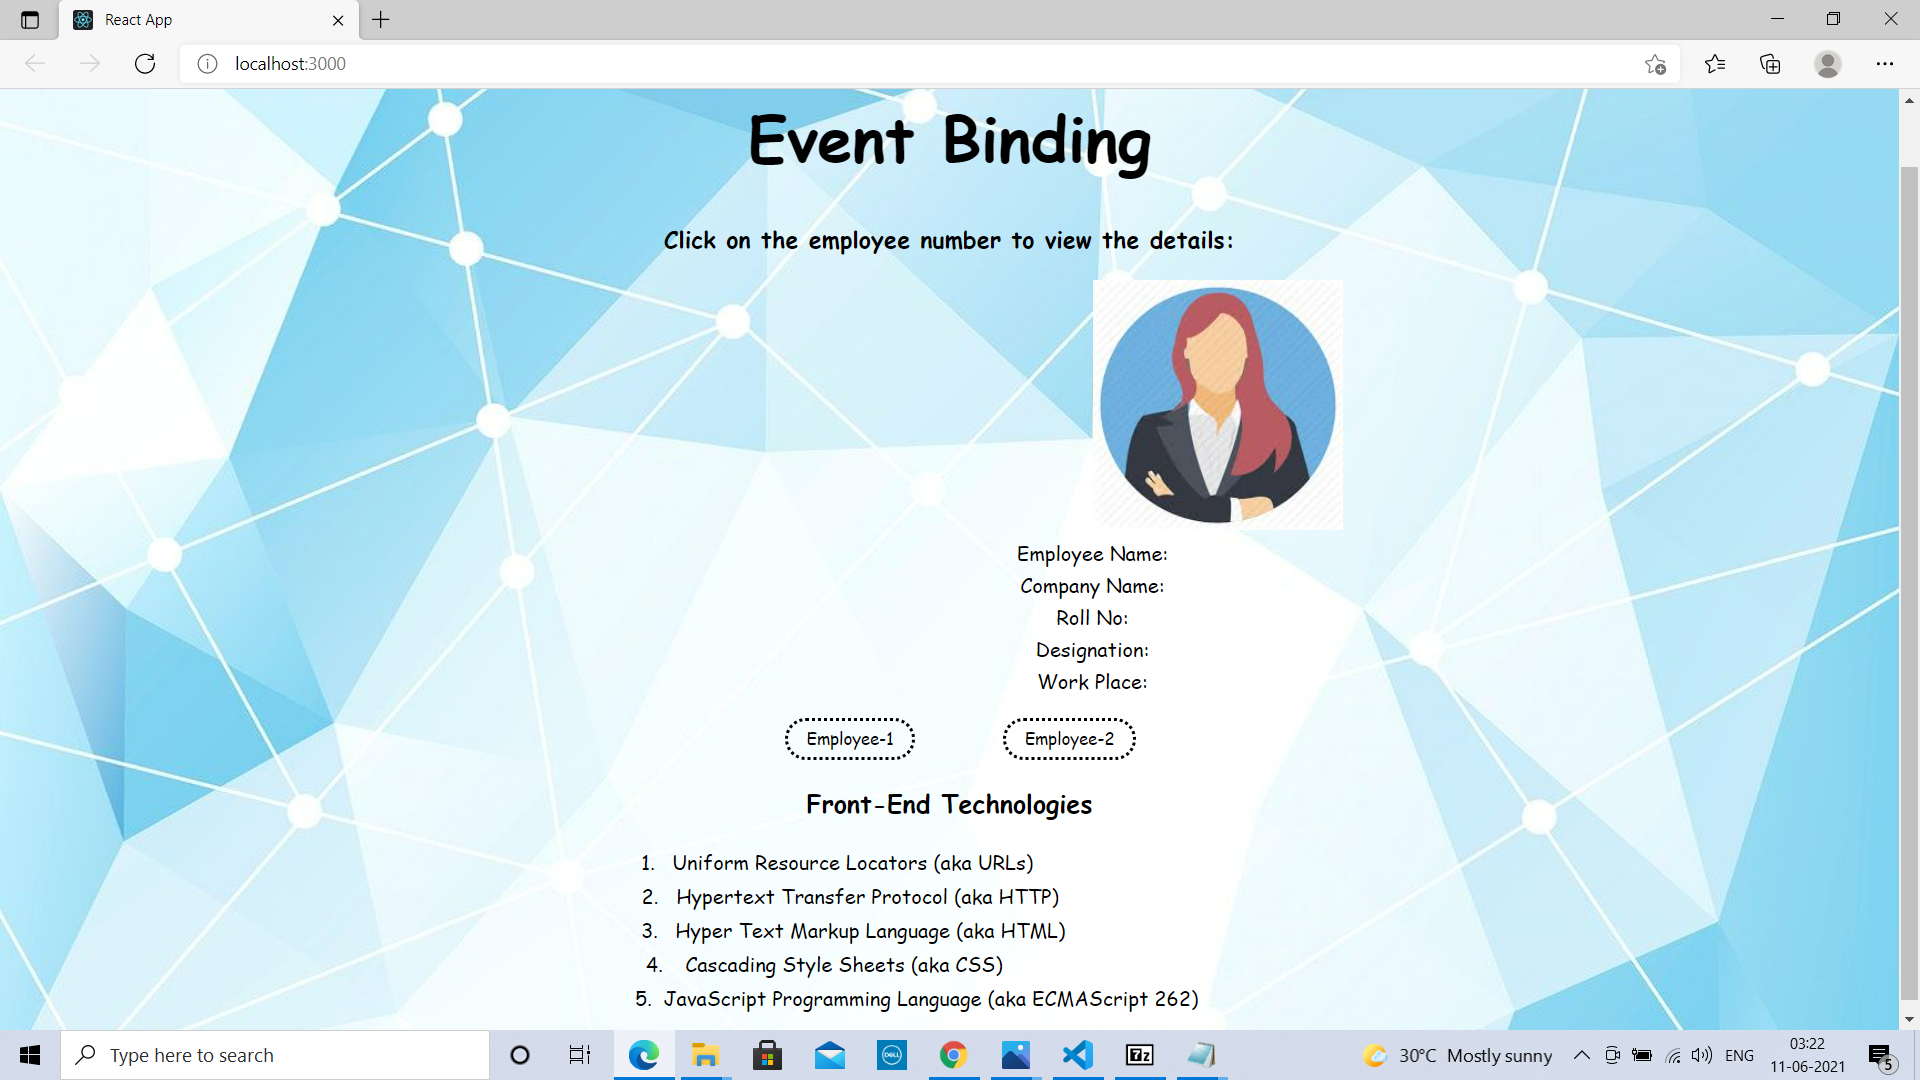 React App
localhost:3000
Event Binding
Click on the employee number to view the details:
Employee Name:
Company Name:
Roll No:
Designation:
Work Place:
Employee-1 Employee-2
Front-End Technologies
1. Uniform Resource Locators (aka URLs)
2. Hypertext Transfer Protocol (aka HTTP)
3. Hyper Text Markup Language (aka HTML)
4. Cascading Style Sheets (aka CSS)
5. JavaScript Programming Language (aka ECMAScript 262)
Type here to search
DELL
7z
30°C Mostly sunny
ENG
03:22
11-06-2021
5